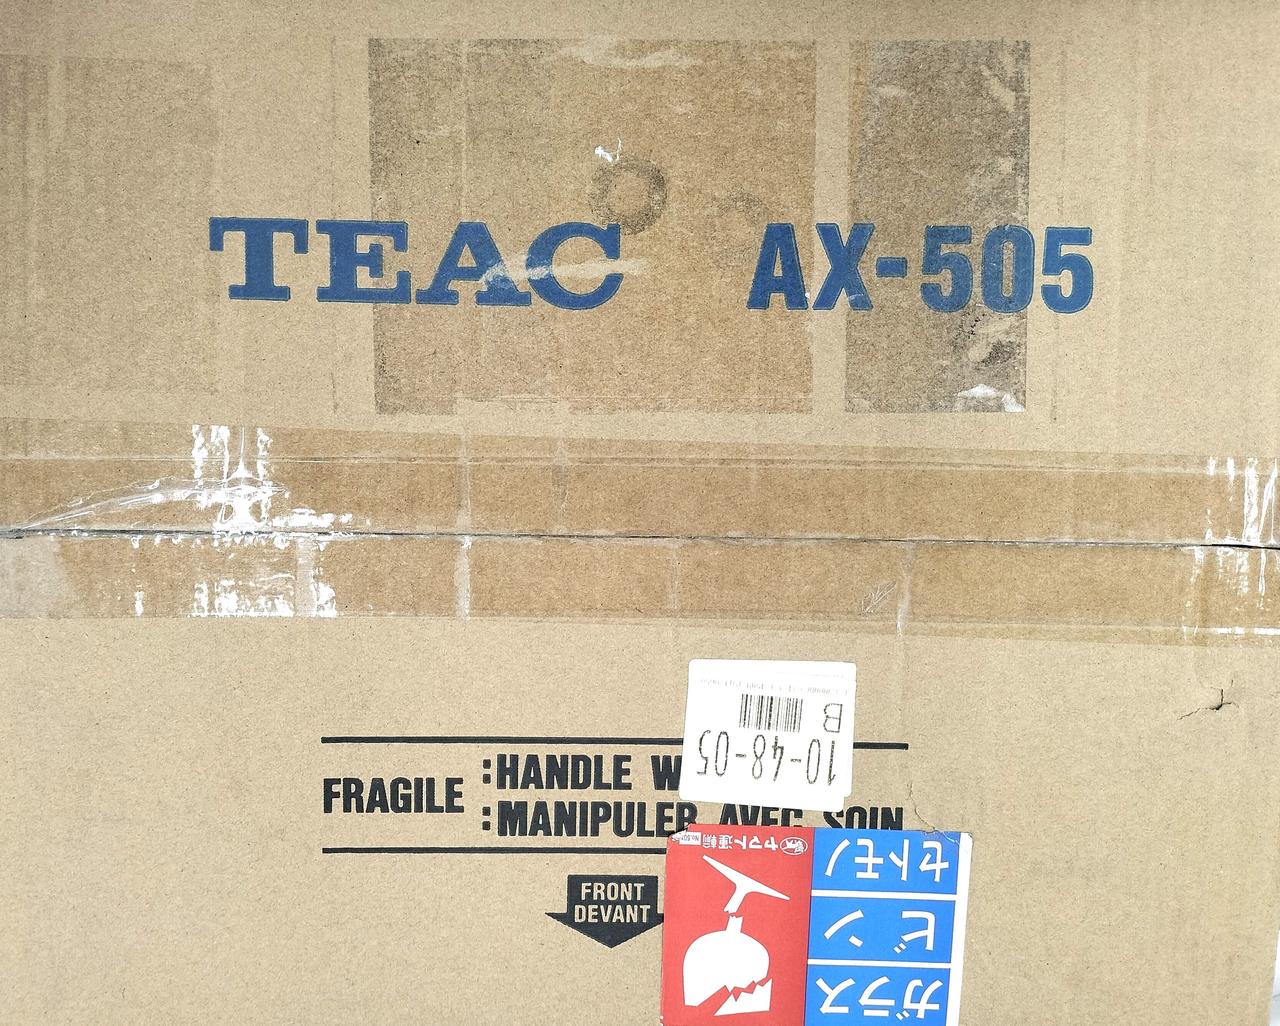 TEAC AX-505
B
10-48-05
FRAGILE :HANDLE W
:MANIPULER AVEC SOIN
FRONT
DEVANT
ヤマト運輸
ガラス
ビン
セトモノ